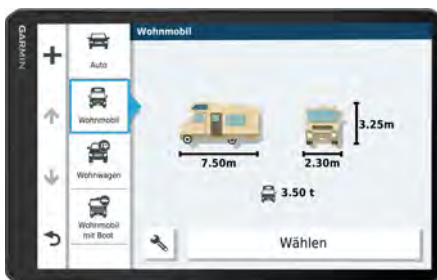 GARMIN
Wohnmobil
Auto
Wohnmobil
Wohnwagen
Wohnmobil
mit Boot
7.50m
2.30m
3.25m
3.50 t
Wählen